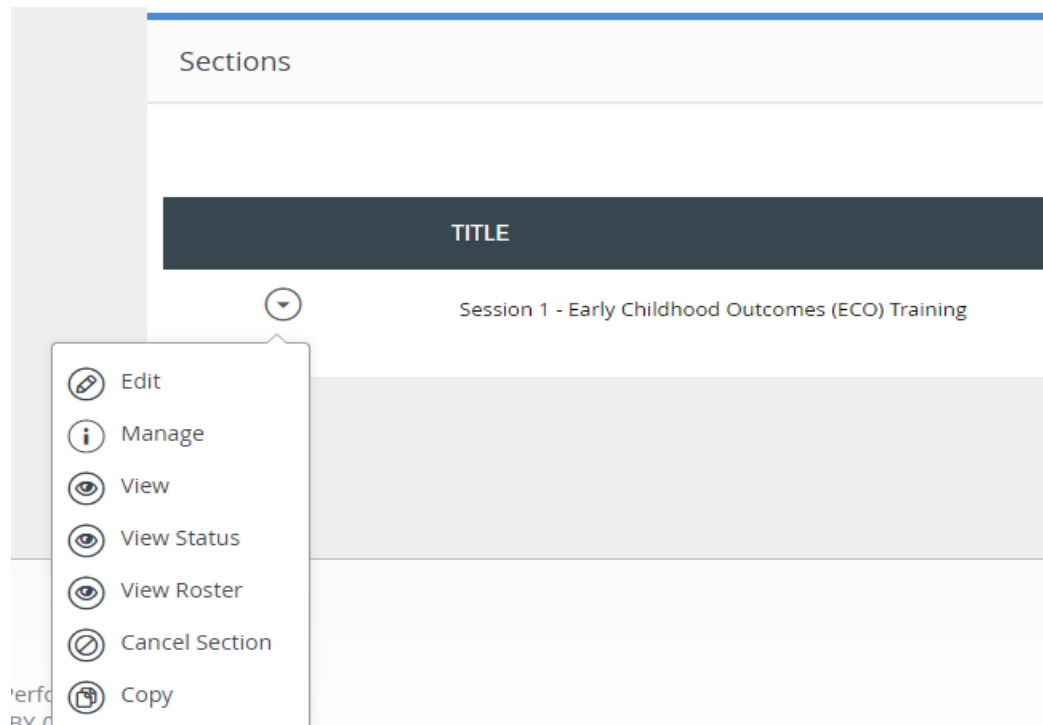 Sections
TITLE
Session 1 - Early Childhood Outcomes (ECO) Training
Edit
Manage
View
View Status
View Roster
Cancel Section
Copy